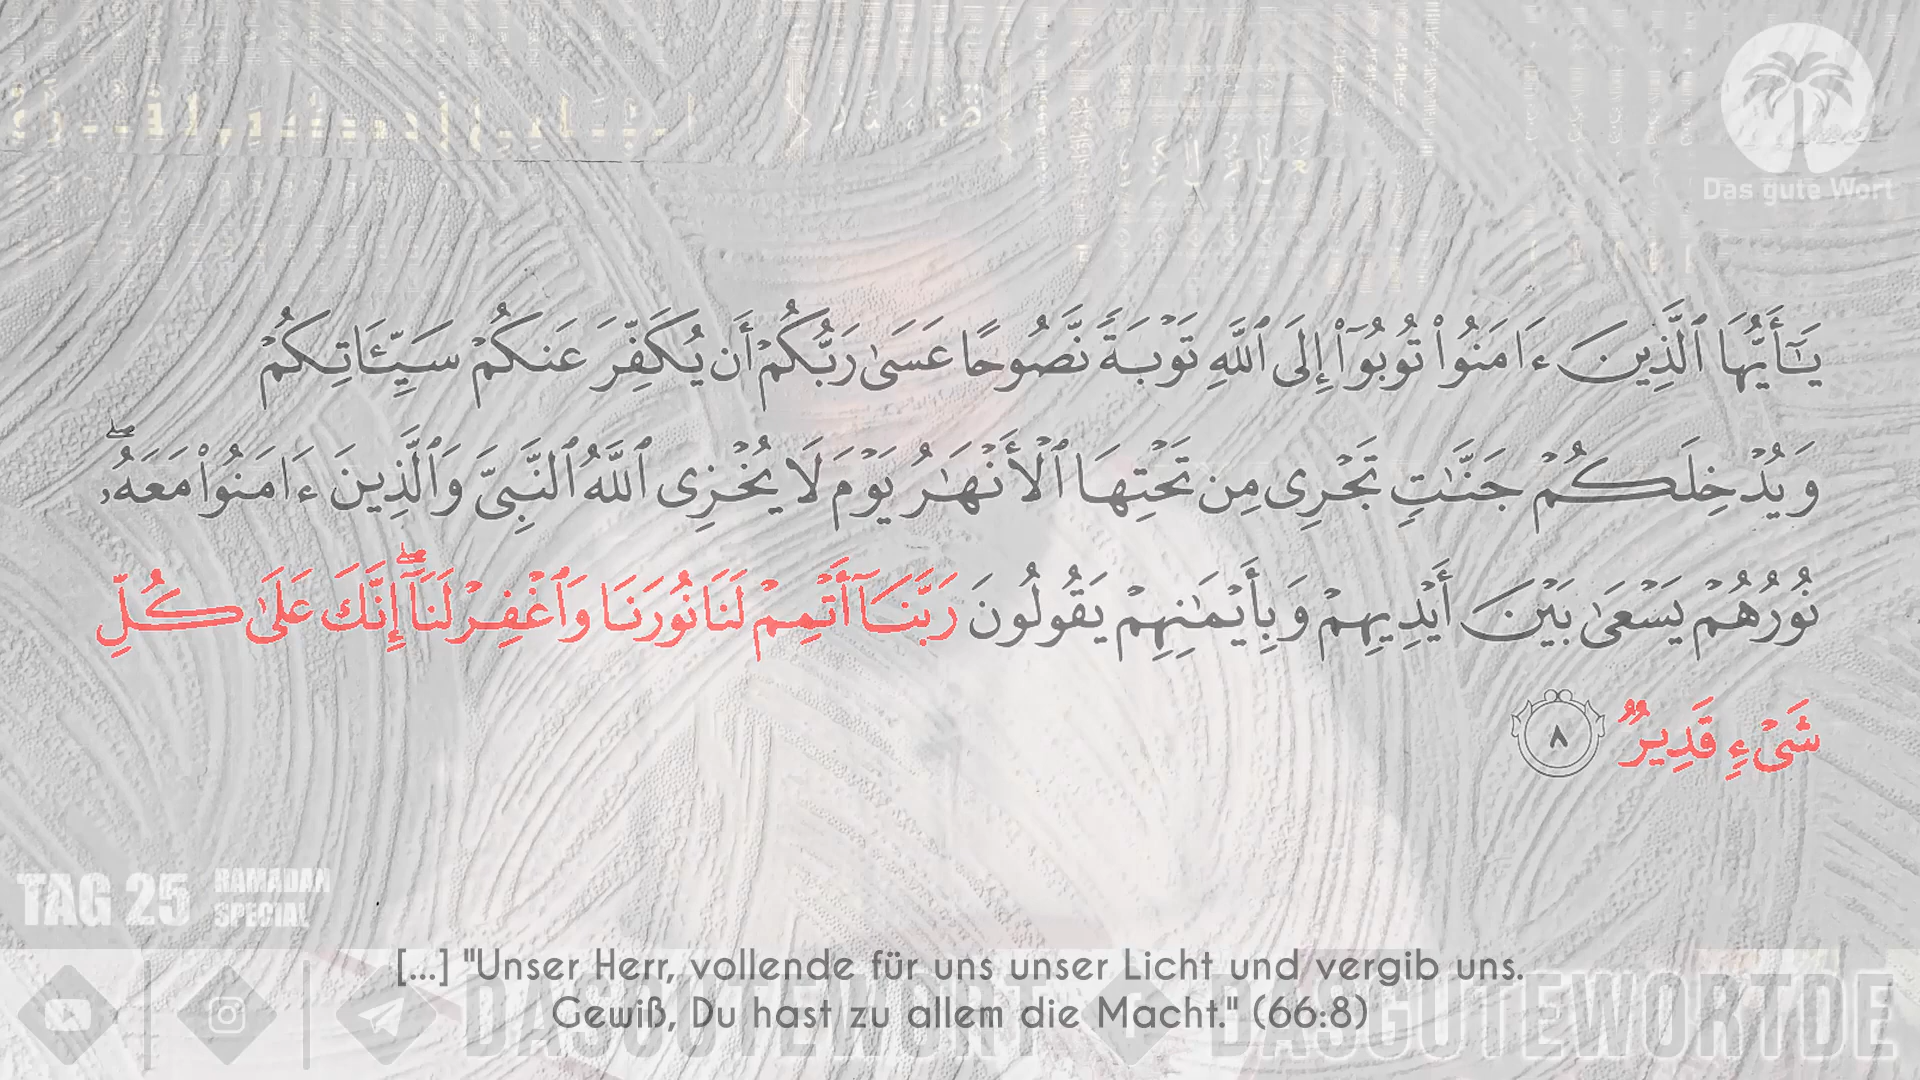 Das gute Wort
يَـٰٓأَيُّهَا ٱلَّذِينَ ءَامَنُوا۟ تُوبُوٓا۟ إِلَى ٱللَّهِ تَوْبَةً نَّصُوحًا عَسَىٰ رَبُّكُمْ أَن يُكَفِّرَ عَنكُمْ سَيِّـَٔاتِكُمْ
وَيُدْخِلَكُمْ جَنَّـٰتٍ تَجْرِى مِن تَحْتِهَا ٱلْأَنْهَـٰرُ يَوْمَ لَا يُخْزِى ٱللَّهُ ٱلنَّبِىَّ وَٱلَّذِينَ ءَامَنُوا۟ مَعَهُۥ ۖ
نُورُهُمْ يَسْعَىٰ بَيْنَ أَيْدِيهِمْ وَبِأَيْمَـٰنِهِمْ يَقُولُونَ رَبَّنَآ أَتْمِمْ لَنَا نُورَنَا وَٱغْفِرْ لَنَآ ۖ إِنَّكَ عَلَىٰ كُلِّ
شَىْءٍ قَدِيرٌ ٨
TAG 25 RAMADAN
SPECIAL
[...] "Unser Herr, vollende für uns unser Licht und vergib uns.
Gewiß, Du hast zu allem die Macht." (66:8)
DASGUTEWORT DASGUTEWORTDE